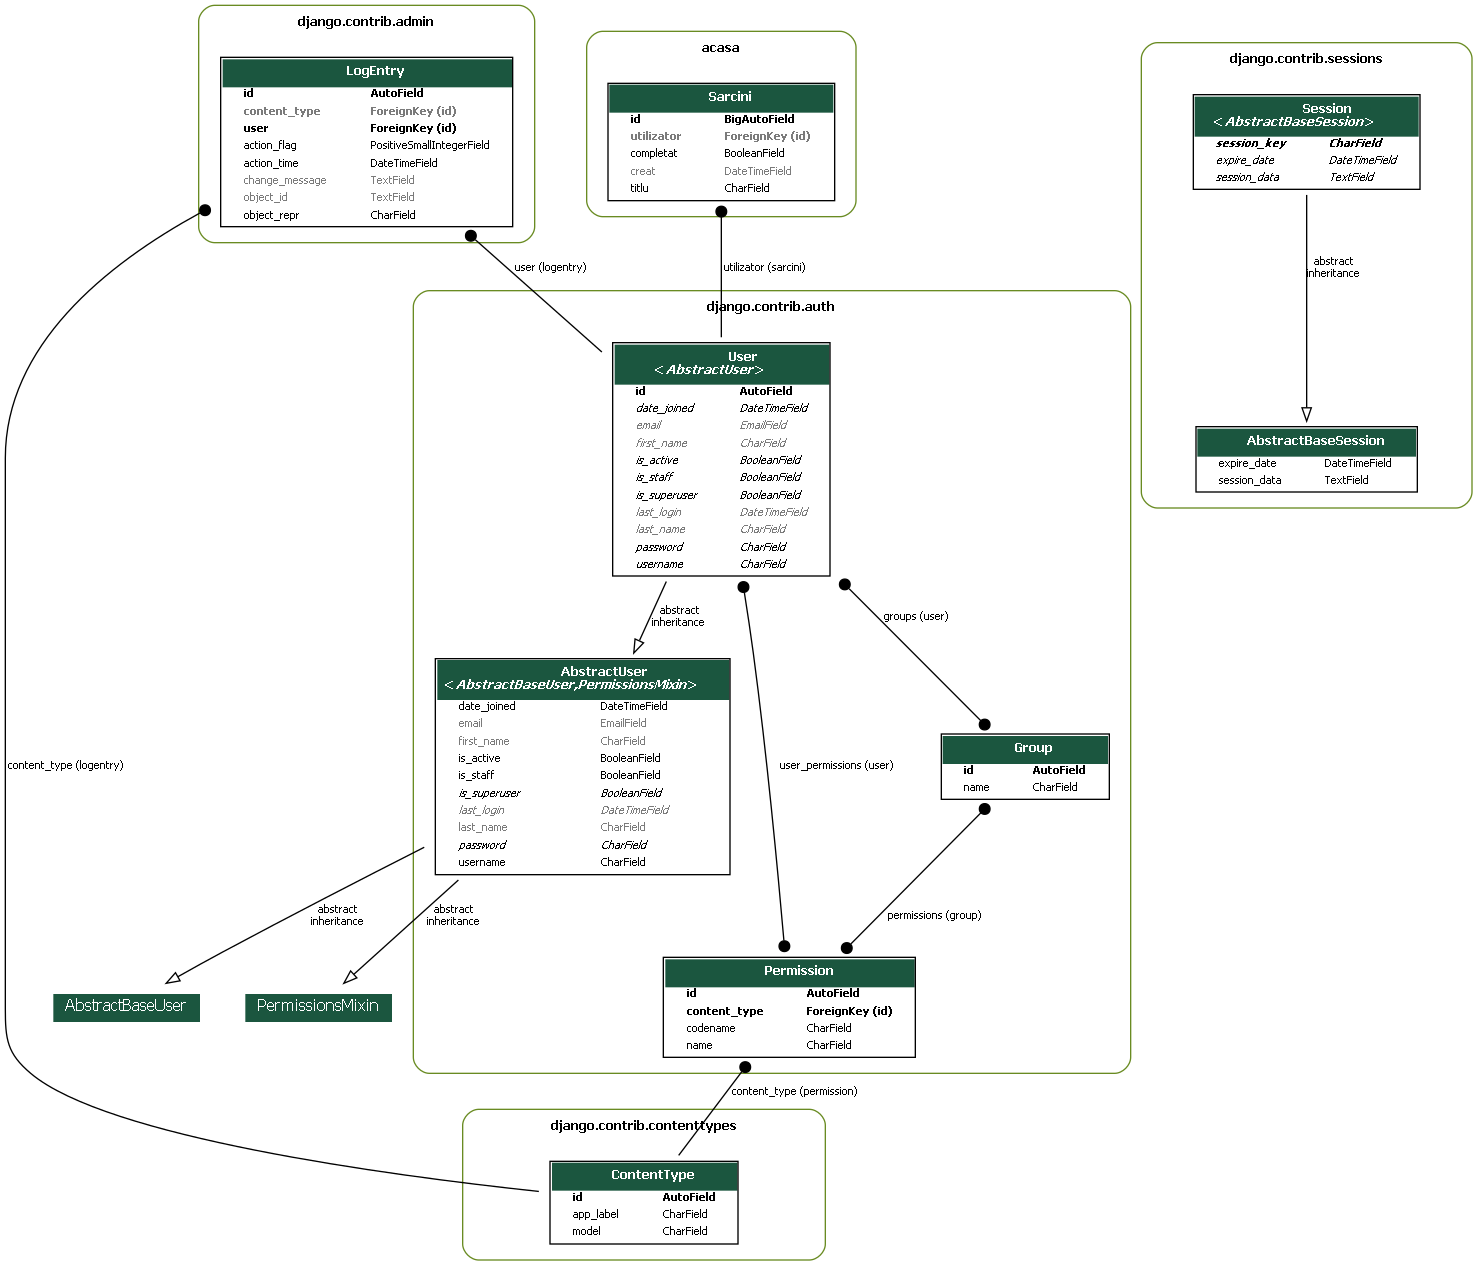 django.contrib.admin
LogEntry
id AutoField
content_type ForeignKey (id)
user ForeignKey (id)
action_flag PositiveSmallIntegerField
action_time DateTimeField
change_message TextField
object_id TextField
object_repr CharField
acasa
Sarcini
id BigAutoField
utilizator ForeignKey (id)
completat BooleanField
creat DateTimeField
titlu CharField
django.contrib.sessions
Session
<AbstractBaseSession>
session_key CharField
expire_date DateTimeField
session_data TextField
abstract
inheritance
AbstractBaseSession
expire_date DateTimeField
session_data TextField
user (logentry)
utilizator (sarcini)
django.contrib.auth
User
<AbstractUser>
id AutoField
date_joined DateTimeField
email EmailField
first_name CharField
is_active BooleanField
is_staff BooleanField
is_superuser BooleanField
last_login DateTimeField
last_name CharField
password CharField
username CharField
abstract
inheritance
groups (user)
AbstractUser
<AbstractBaseUser,PermissionsMixin>
date_joined DateTimeField
email EmailField
first_name CharField
is_active BooleanField
is_staff BooleanField
is_superuser BooleanField
last_login DateTimeField
last_name CharField
password CharField
username CharField
content_type (logentry)
user_permissions (user)
Group
id AutoField
name CharField
abstract
inheritance
abstract
inheritance
permissions (group)
AbstractBaseUser
PermissionsMixin
Permission
id AutoField
content_type ForeignKey (id)
codename CharField
name CharField
content_type (permission)
django.contrib.contenttypes
ContentType
id AutoField
app_label CharField
model CharField